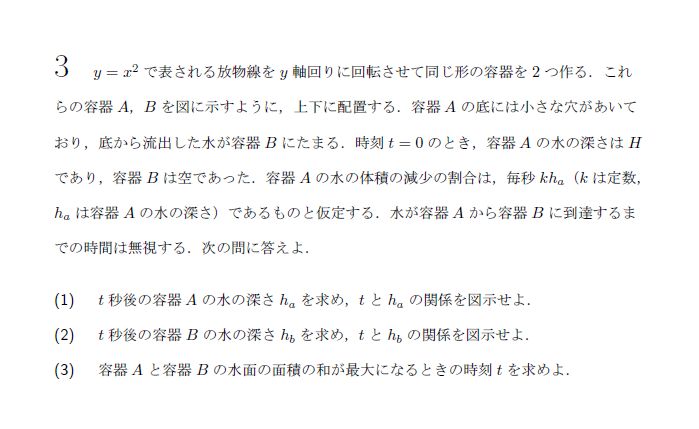 3 y = x² で表される放物線を y 軸回りに回転させて同じ形の容器を 2 つ作る．これ
らの容器 A，B を図に示すように，上下に配置する．容器 A の底には小さな穴があいて
おり，底から流出した水が容器 B にたまる．時刻 t = 0 のとき，容器 A の水の深さは H
であり，容器 B は空であった．容器 A の水の体積の減少の割合は，毎秒 khₐ（k は定数，
hₐ は容器 A の水の深さ）であるものと仮定する．水が容器 A から容器 B に到達するま
での時間は無視する．次の問に答えよ．
(1) t 秒後の容器 A の水の深さ hₐ を求め，t と hₐ の関係を図示せよ．
(2) t 秒後の容器 B の水の深さ h_b を求め，t と h_b の関係を図示せよ．
(3) 容器 A と容器 B の水面の面積の和が最大になるときの時刻 t を求めよ．